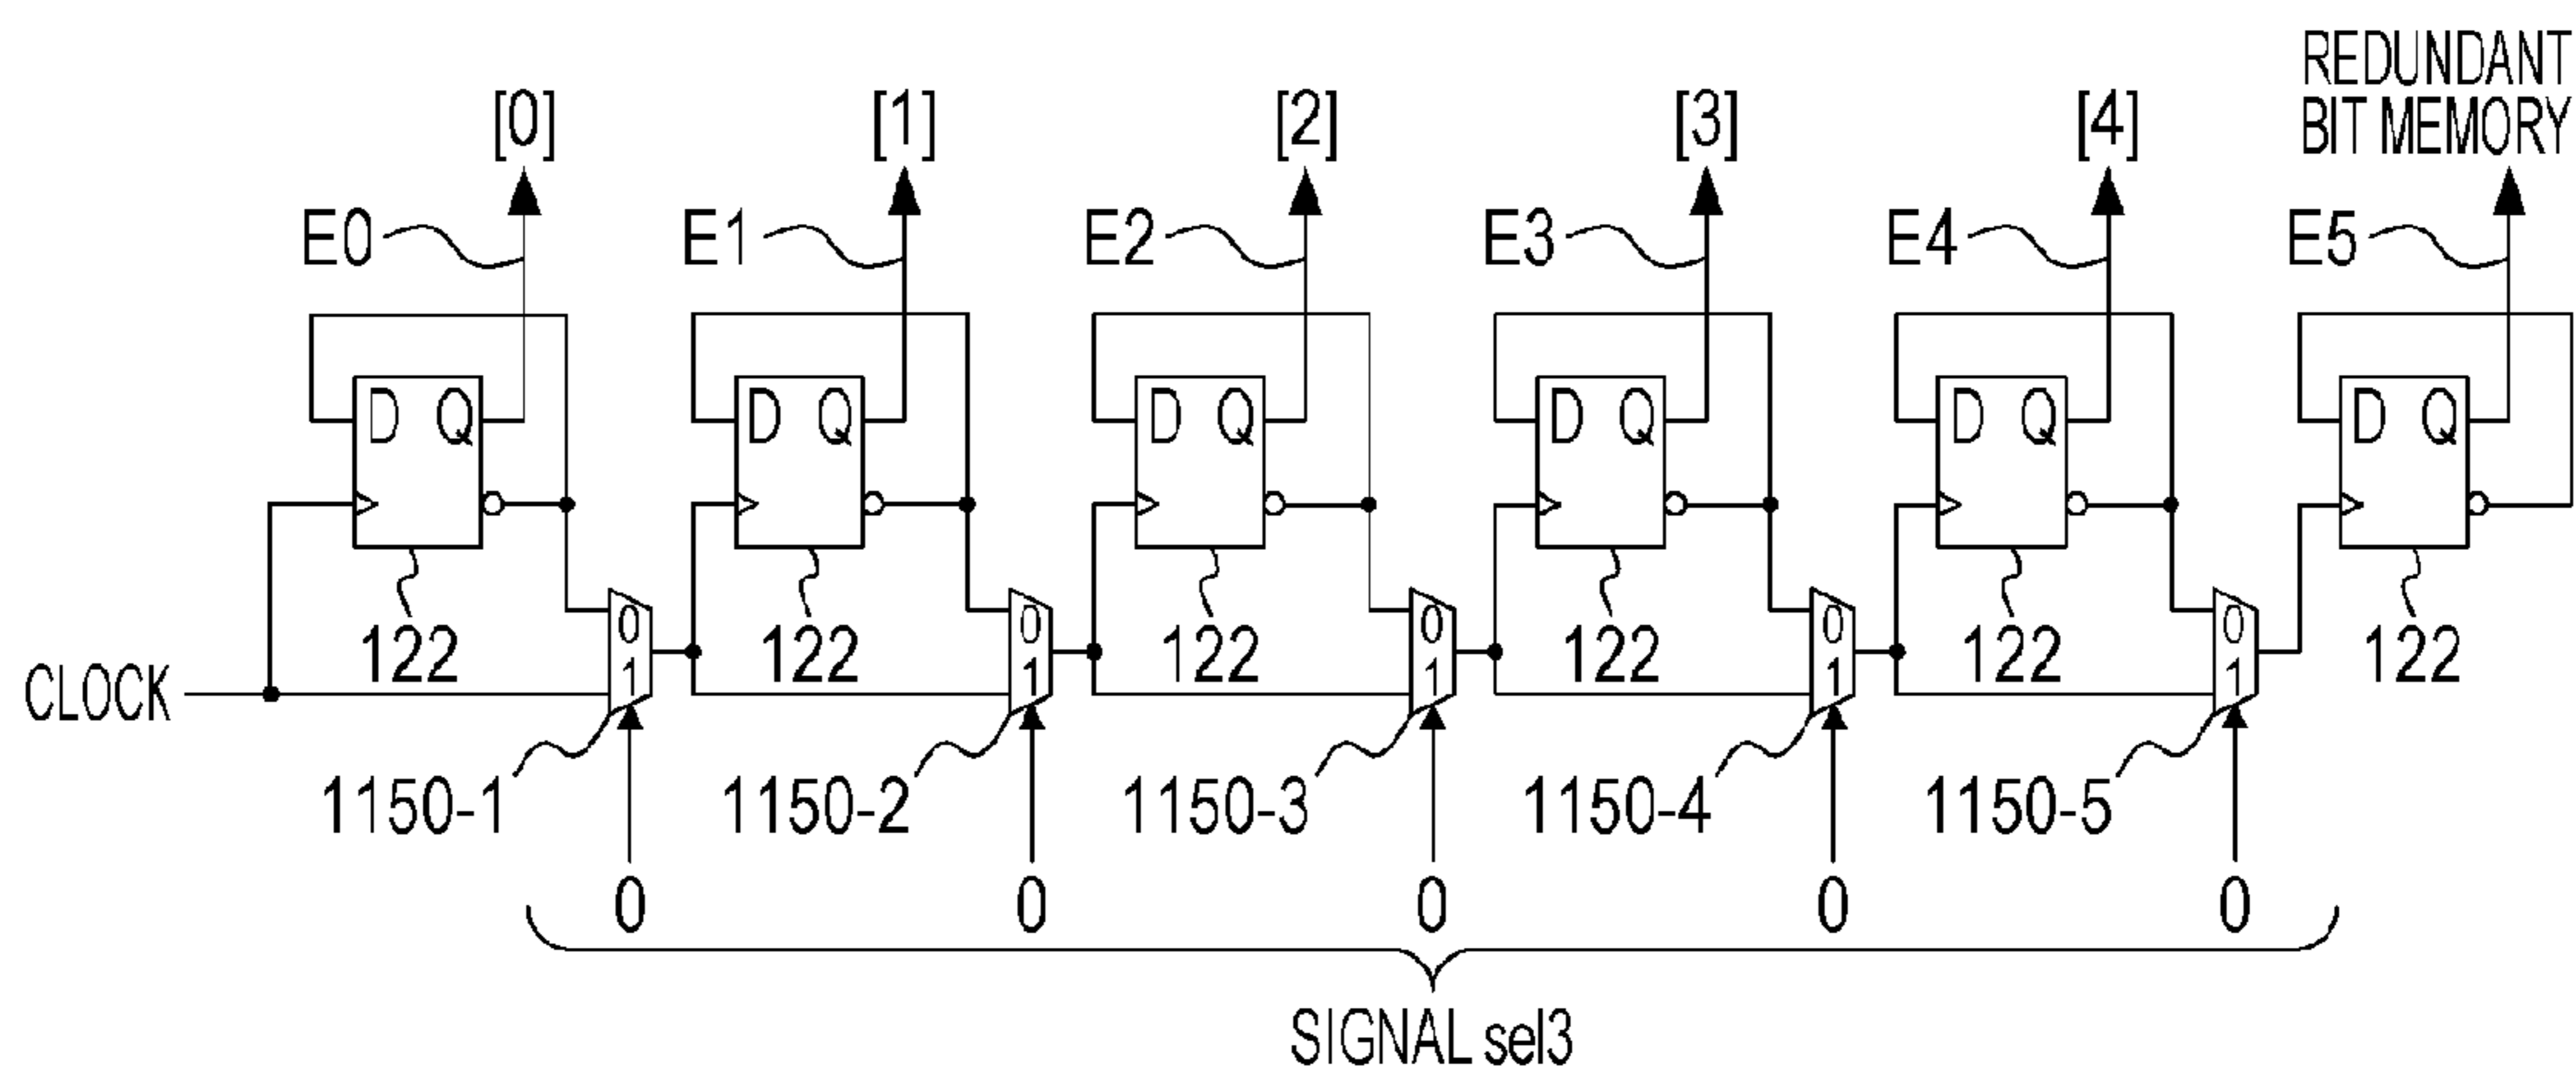 REDUNDANT
BIT MEMORY
[0] [1] [2] [3] [4]
E0 E1 E2 E3 E4 E5
D Q D Q D Q D Q D Q D Q
122 122 122 122 122 122
0 0 0 0 0
1 1 1 1 1
CLOCK
1150-1 1150-2 1150-3 1150-4 1150-5
0 0 0 0 0
SIGNAL sel3